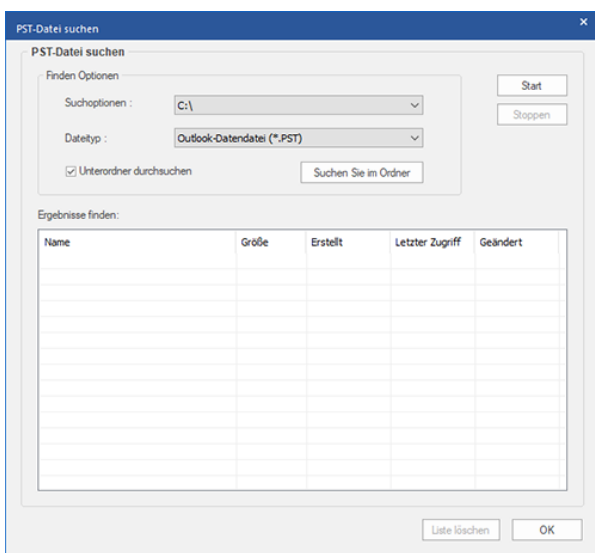 PST-Datei suchen
×
PST-Datei suchen
Finden Optionen
Suchoptionen :
C:\
Dateityp :
Outlook-Datendatei (*.PST)
Unterordner durchsuchen
Suchen Sie im Ordner
Start
Stoppen
Ergebnisse finden:
Name Größe Erstellt Letzter Zugriff Geändert
Liste löschen
OK